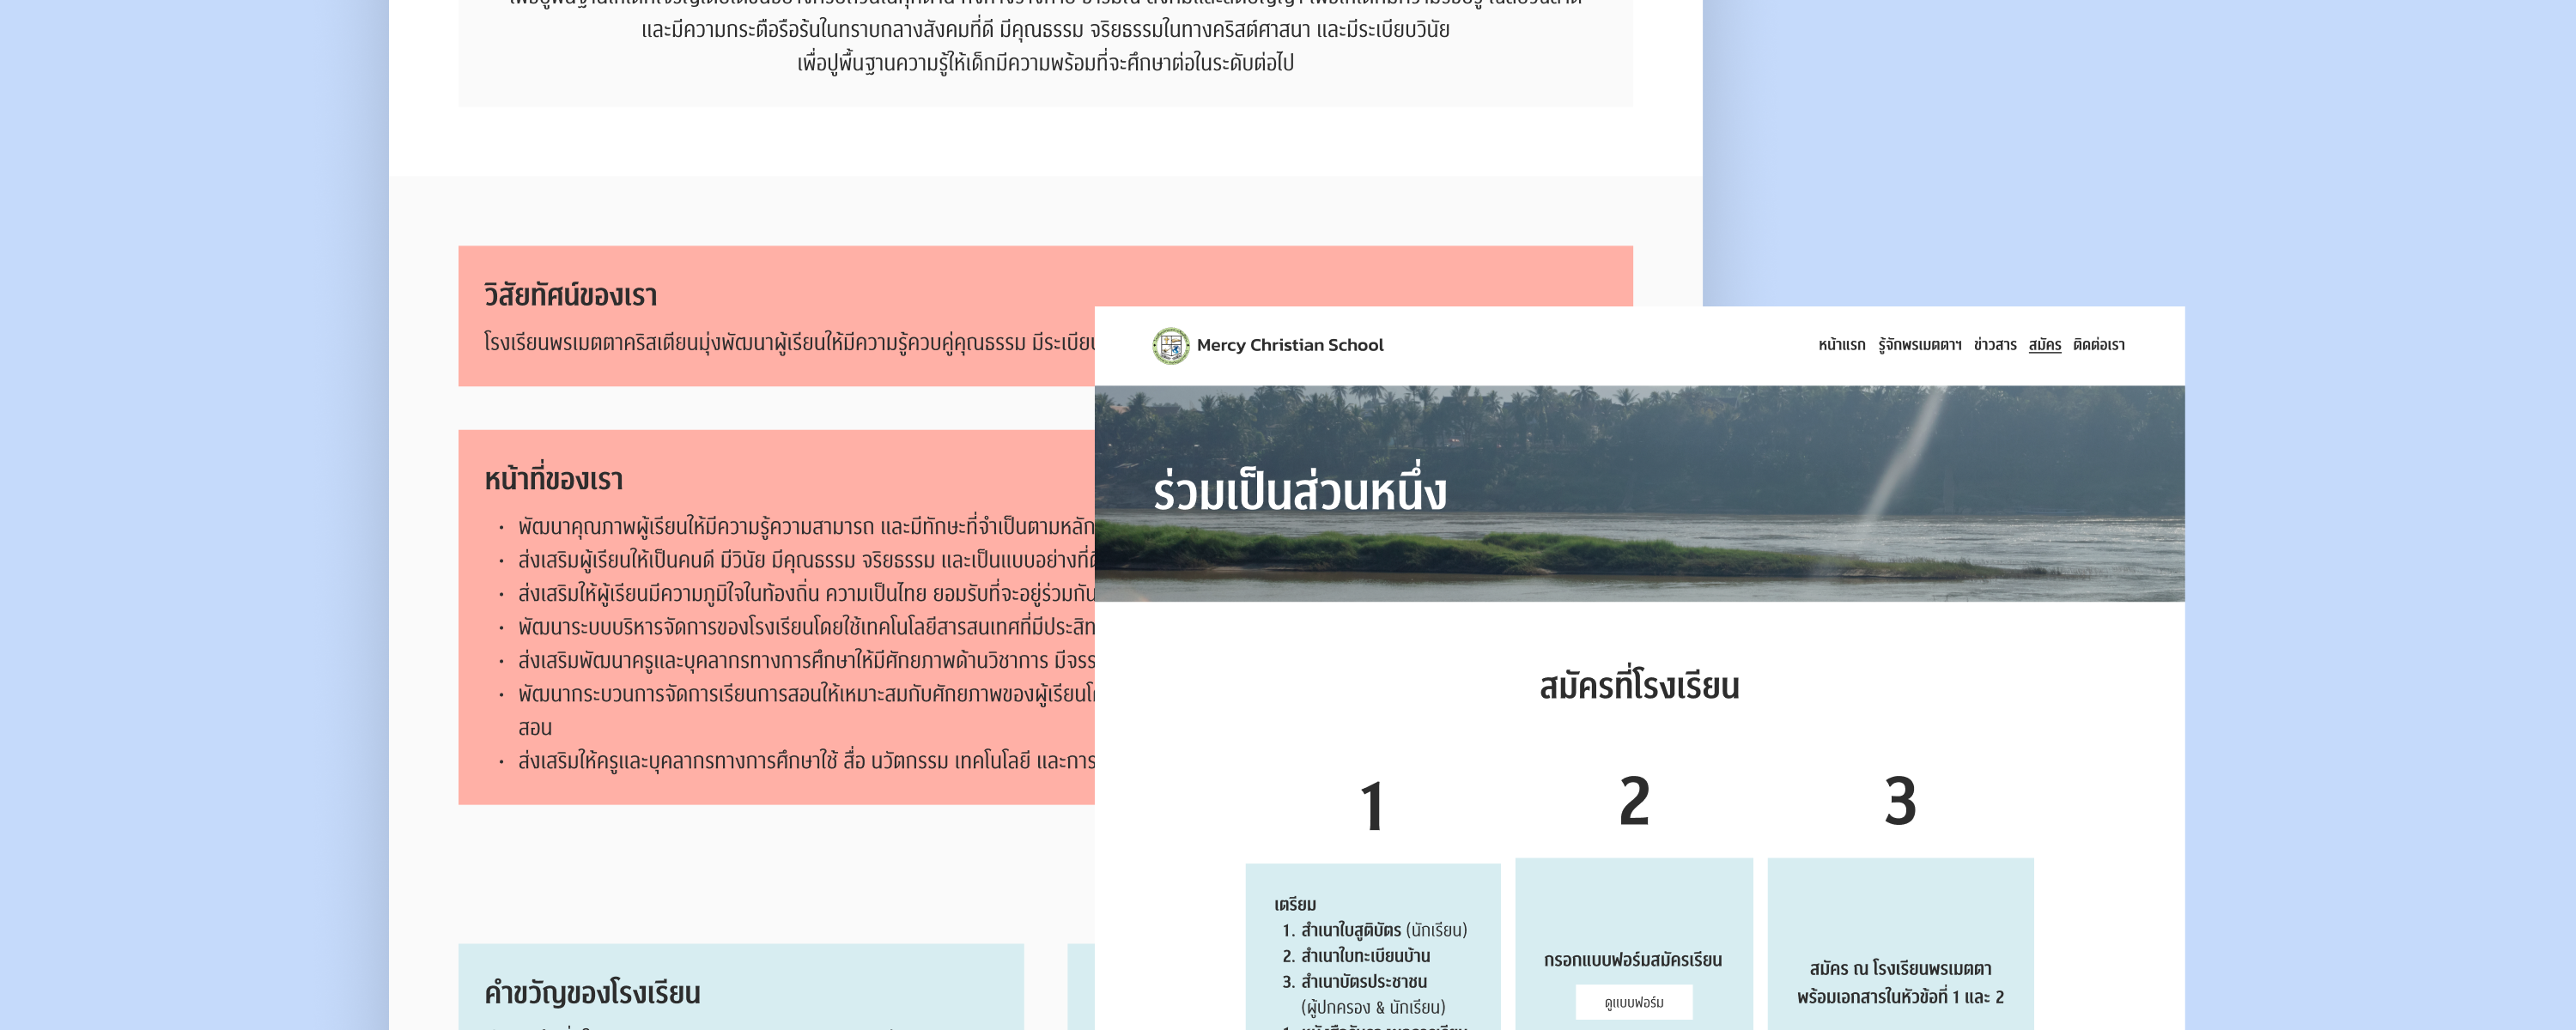 และมีความกระตือรือร้นในทราบกลางสังคมที่ดี มีคุณธรรม จริยธรรมในทางคริสต์ศาสนา และมีระเบียบวินัย
เพื่อปูพื้นฐานความรู้ให้เด็กมีความพร้อมที่จะศึกษาต่อในระดับต่อไป
วิสัยทัศน์ของเรา
โรงเรียนพรเมตตาคริสเตียนมุ่งพัฒนาผู้เรียนให้มีความรู้ควบคู่คุณธรรม มีระเบียบ
หน้าที่ของเรา
• พัฒนาคุณภาพผู้เรียนให้มีความรู้ความสามารถ และมีทักษะที่จำเป็นตามหลัก
• ส่งเสริมผู้เรียนให้เป็นคนดี มีวินัย มีคุณธรรม จริยธรรม และเป็นแบบอย่างที่ดี
• ส่งเสริมให้ผู้เรียนมีความภูมิใจในท้องถิ่น ความเป็นไทย ยอมรับที่จะอยู่ร่วมกัน
• พัฒนาระบบบริหารจัดการของโรงเรียนโดยใช้เทคโนโลยีสารสนเทศที่มีประสิท
• ส่งเสริมพัฒนาครูและบุคลากรทางการศึกษาให้มีศักยภาพด้านวิชาการ มีจรร
• พัฒนากระบวนการจัดการเรียนการสอนให้เหมาะสมกับศักยภาพของผู้เรียนโด
สอน
• ส่งเสริมให้ครูและบุคลากรทางการศึกษาใช้ สื่อ นวัตกรรม เทคโนโลยี และการ
คำขวัญของโรงเรียน
Mercy Christian School
หน้าแรก รู้จักพรเมตตาฯ ข่าวสาร สมัคร ติดต่อเรา
ร่วมเป็นส่วนหนึ่ง
สมัครที่โรงเรียน
1
เตรียม
1. สำเนาใบสูติบัตร (นักเรียน)
2. สำเนาใบทะเบียนบ้าน
3. สำเนาบัตรประชาชน
(ผู้ปกครอง & นักเรียน)
2
กรอกแบบฟอร์มสมัครเรียน
ดูแบบฟอร์ม
3
สมัคร ณ โรงเรียนพรเมตตา
พร้อมเอกสารในหัวข้อที่ 1 และ 2